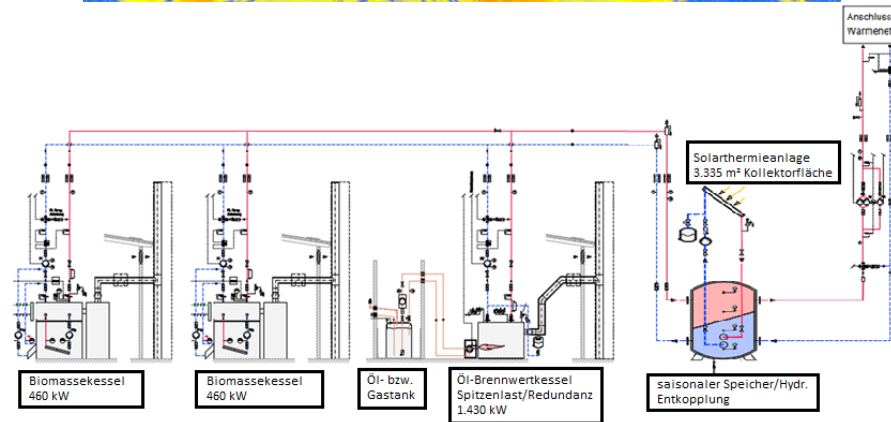 Anschluss
Wärmenet
Solarthermieanlage
3.335 m² Kollektorfläche
Biomassekessel
460 kW
Biomassekessel
460 kW
Öl- bzw.
Gastank
Öl-Brennwertkessel
Spitzenlast/Redundanz
1.430 kW
saisonaler Speicher/Hydr.
Entkopplung